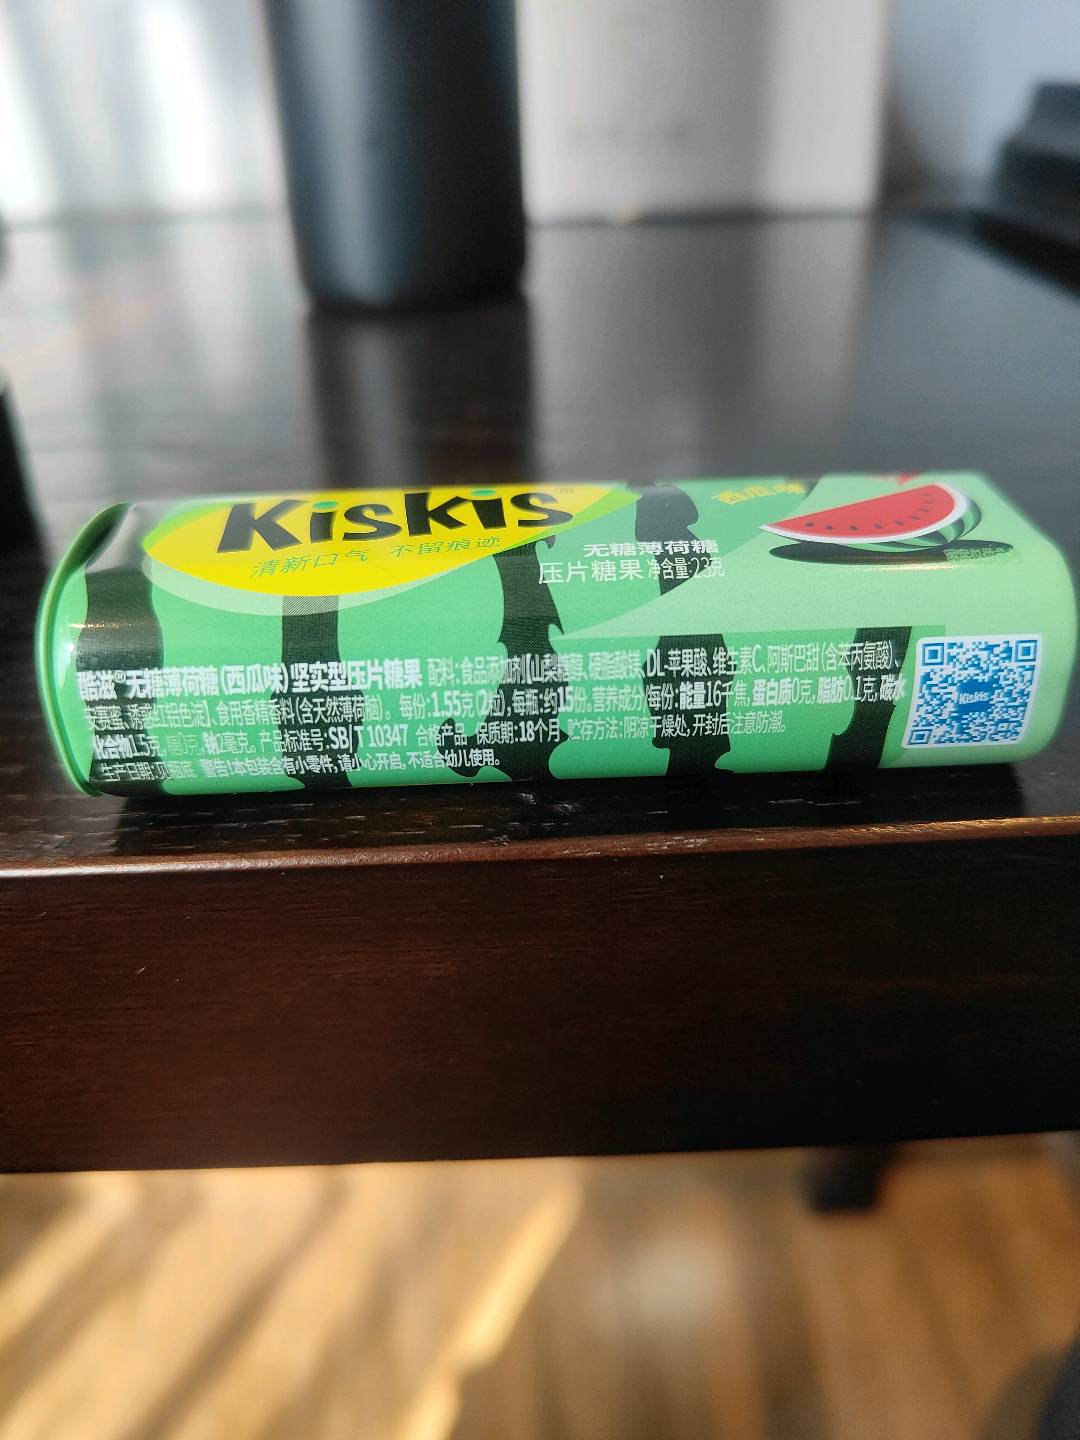 Kiskis®
清新口气 不留痕迹
西瓜味
无糖薄荷糖
压片糖果 净含量:23克
酷滋® 无糖薄荷糖(西瓜味)坚实型压片糖果 配料:食品添加剂【山梨糖醇、硬脂酸镁、DL-苹果酸、维生素C、阿斯巴甜(含苯丙氨酸)、
安赛蜜、诱惑红铝色淀】、食用香精香料(含天然薄荷脑)。每份:1.55克(2粒),每瓶:约15份。营养成分/每份:能量16千焦,蛋白质0克,脂肪0.1克,碳水
化合物1.5克,糖0克,钠2毫克。产品标准号:SB/T 10347 合格产品 保质期:18个月 贮存方法:阴凉干燥处,开封后注意防潮。
生产日期:见瓶底 警告!本包装含有小零件,请小心开启,不适合幼儿使用。
Kiskis